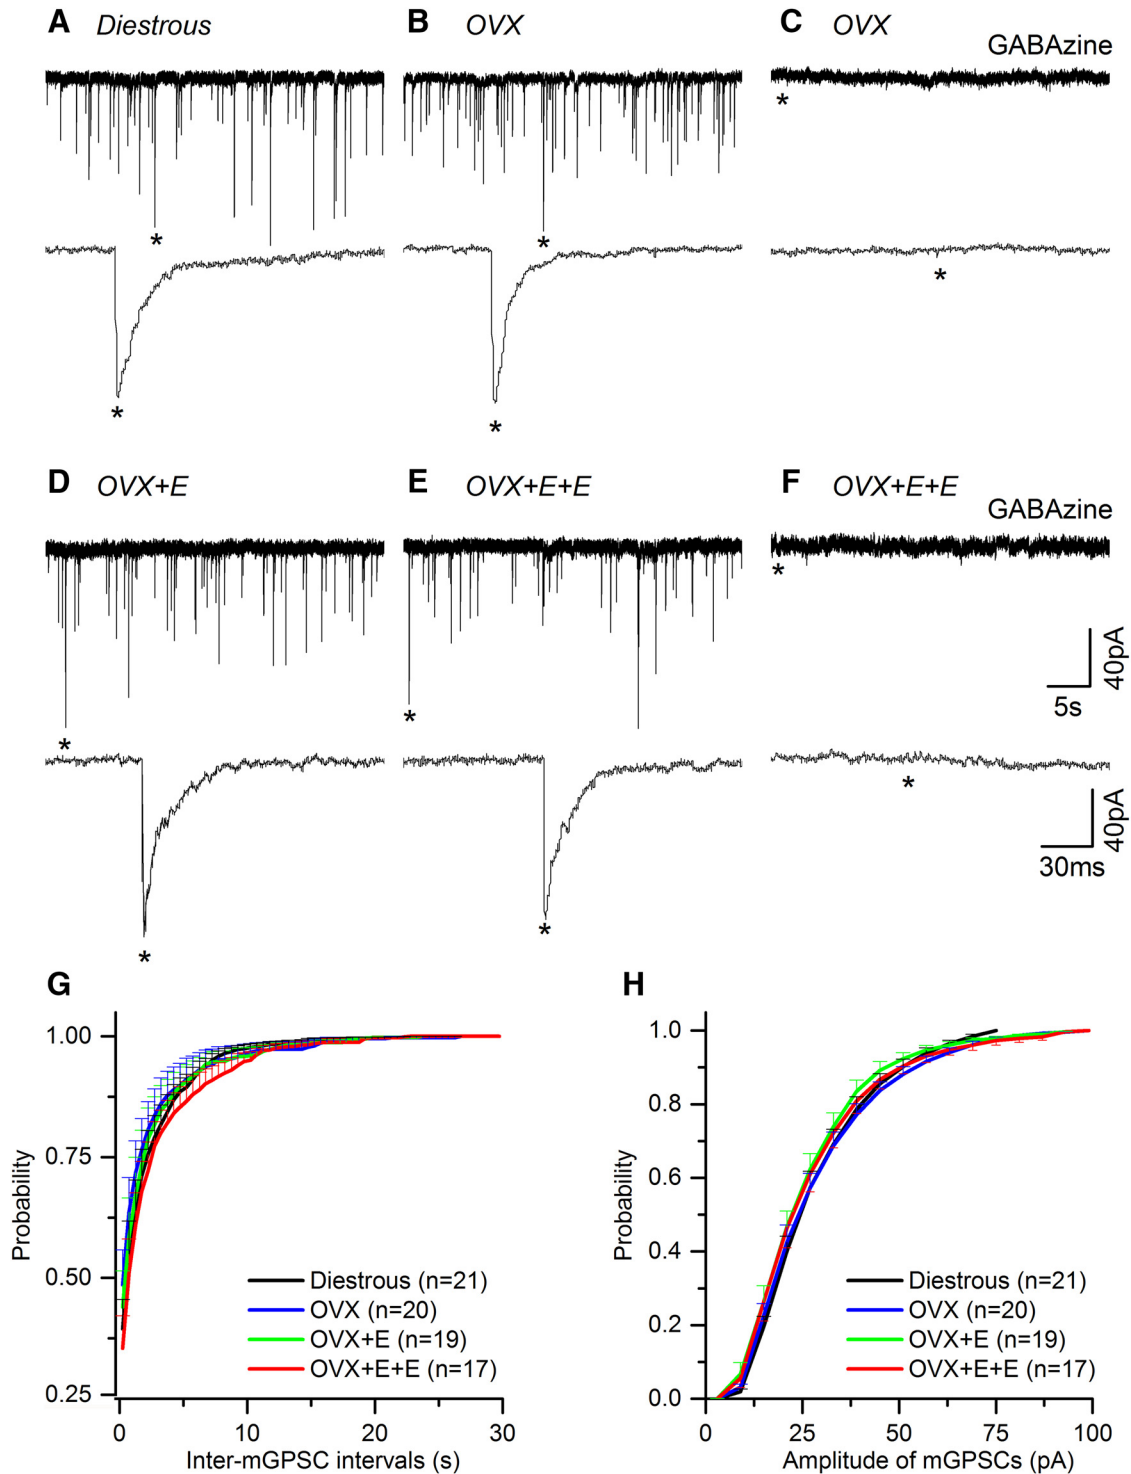 A Diestrous
B OVX
C OVX
GABAzine
*
*
*
*
*
*
D OVX+E
E OVX+E+E
F OVX+E+E
GABAzine
*
*
*
40pA
5s
*
*
*
40pA
30ms
G
H
1.00
0.75
0.50
0.25
Probability
0
10
20
30
Inter-mGPSC intervals (s)
Diestrous (n=21)
OVX (n=20)
OVX+E (n=19)
OVX+E+E (n=17)
1.0
0.8
0.6
0.4
0.2
0.0
Probability
0
25
50
75
100
Amplitude of mGPSCs (pA)
Diestrous (n=21)
OVX (n=20)
OVX+E (n=19)
OVX+E+E (n=17)